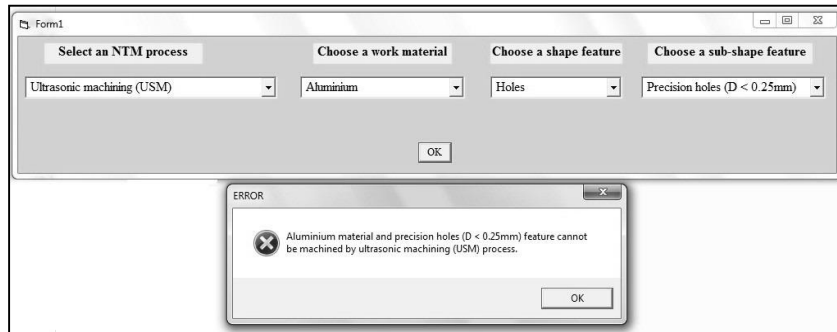 Form1
Select an NTM process
Choose a work material
Choose a shape feature
Choose a sub-shape feature
Ultrasonic machining (USM)
Aluminium
Holes
Precision holes (D < 0.25mm)
OK
ERROR
Aluminium material and precision holes (D < 0.25mm) feature cannot
be machined by ultrasonic machining (USM) process.
OK